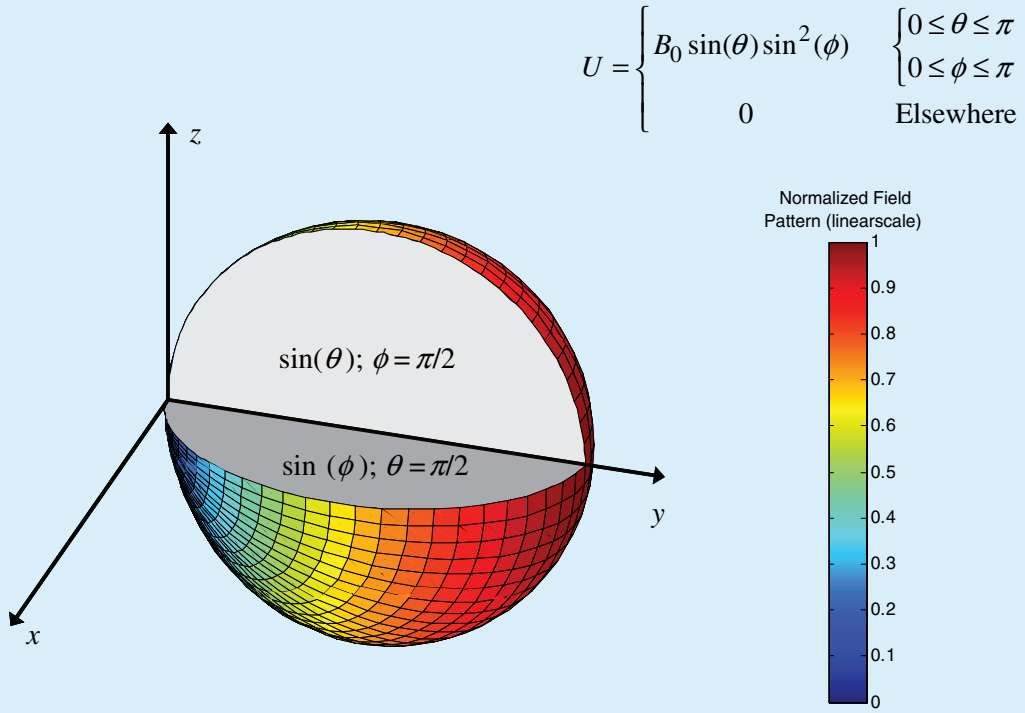 U = { B₀ sin(θ) sin² (ϕ) { 0 ≤ θ ≤ π
0 ≤ ϕ ≤ π
0 Elsewhere
z
Normalized Field
Pattern (linearscale)
1
0.9
0.8
0.7
0.6
0.5
0.4
0.3
0.2
0.1
0
sin(θ); ϕ = π/2
sin (ϕ); θ = π/2
y
x